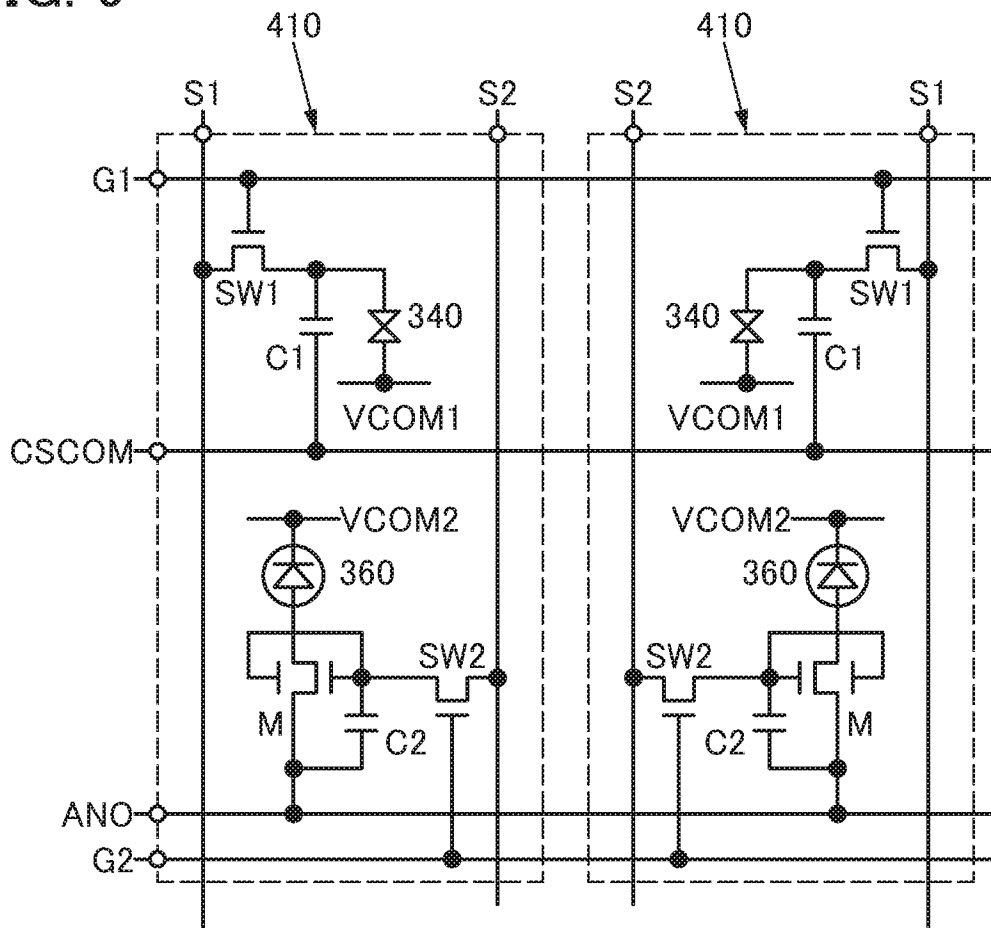 410 410
S1 S2 S2 S1
G1
SW1 SW1
340 340
C1 C1
VCOM1 VCOM1
CSCOM
VCOM2 VCOM2
360 360
SW2 SW2
M M
C2 C2
ANO
G2